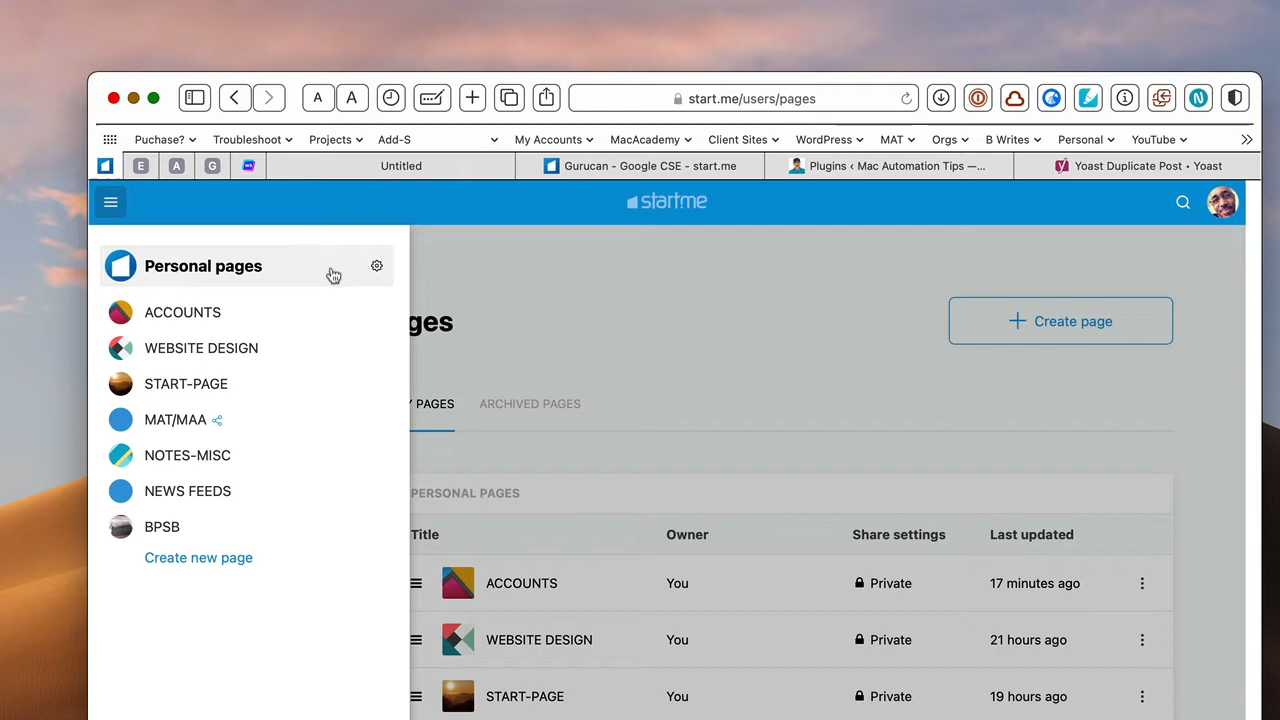 A A start.me/users/pages
Puchase? Troubleshoot Projects Add-S My Accounts MacAcademy Client Sites WordPress MAT Orgs B Writes Personal YouTube
E A G Untitled Gurucan - Google CSE - start.me Plugins ‹ Mac Automation Tips —... Yoast Duplicate Post • Yoast
start.me
Personal pages
ACCOUNTS
WEBSITE DESIGN
START-PAGE
MAT/MAA
NOTES-MISC
NEWS FEEDS
BPSB
Create new page
ges
Create page
Y PAGES ARCHIVED PAGES
PERSONAL PAGES
Title Owner Share settings Last updated
ACCOUNTS You Private 17 minutes ago
WEBSITE DESIGN You Private 21 hours ago
START-PAGE You Private 19 hours ago